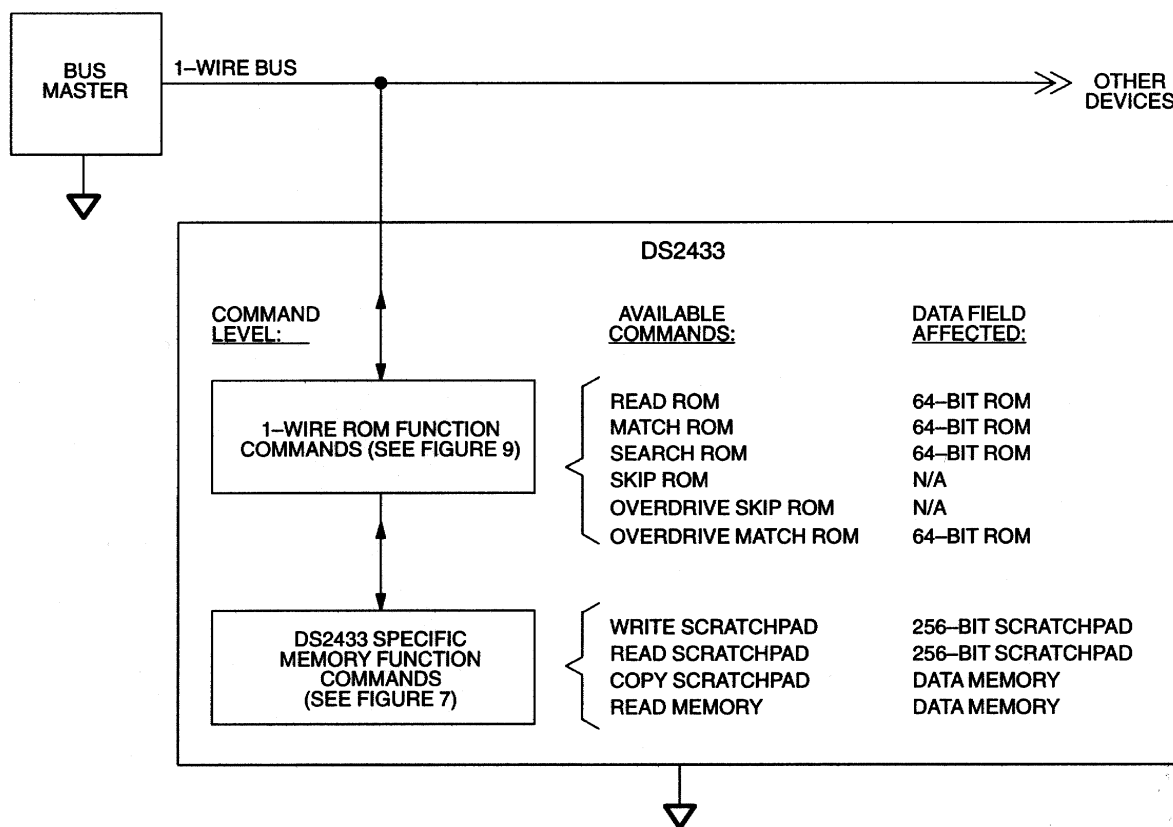 BUS
MASTER
1–WIRE BUS
OTHER
DEVICES
DS2433
COMMAND
LEVEL:
AVAILABLE
COMMANDS:
DATA FIELD
AFFECTED:
1–WIRE ROM FUNCTION
COMMANDS (SEE FIGURE 9)
READ ROM 64–BIT ROM
MATCH ROM 64–BIT ROM
SEARCH ROM 64–BIT ROM
SKIP ROM N/A
OVERDRIVE SKIP ROM N/A
OVERDRIVE MATCH ROM 64–BIT ROM
DS2433 SPECIFIC
MEMORY FUNCTION
COMMANDS
(SEE FIGURE 7)
WRITE SCRATCHPAD 256–BIT SCRATCHPAD
READ SCRATCHPAD 256–BIT SCRATCHPAD
COPY SCRATCHPAD DATA MEMORY
READ MEMORY DATA MEMORY